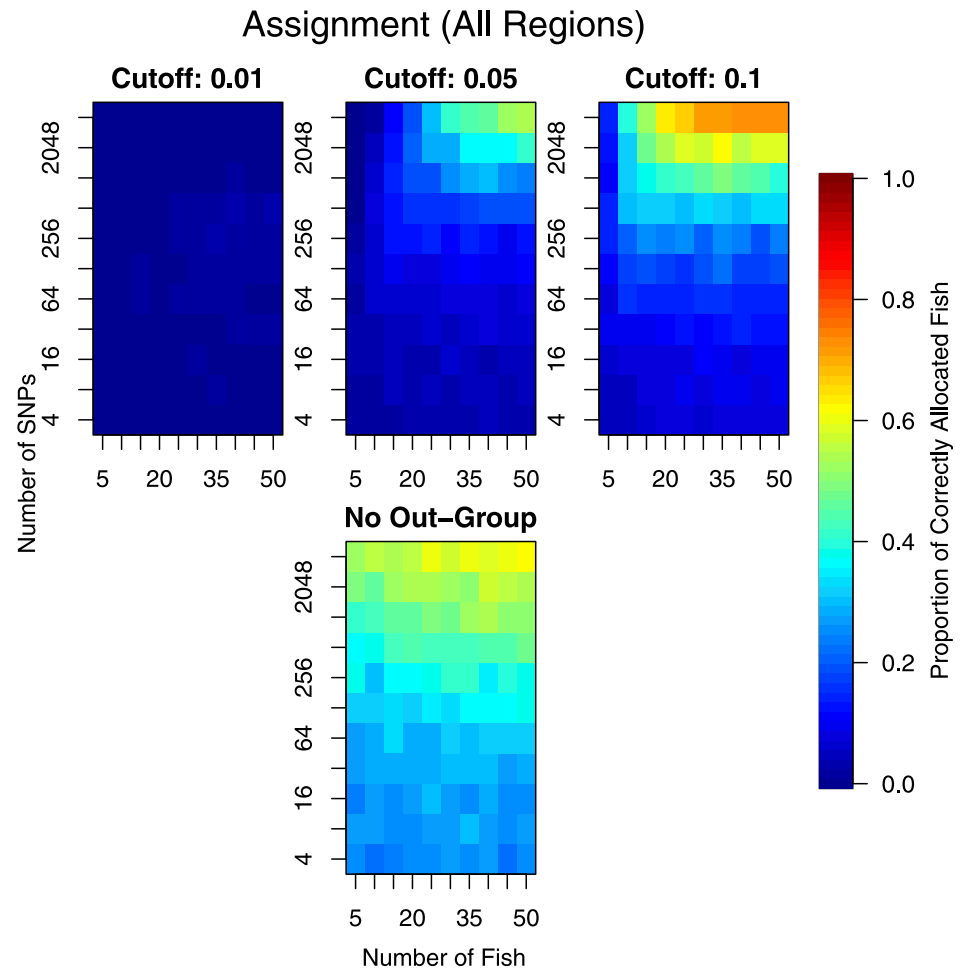 Assignment (All Regions)
Cutoff: 0.01
Cutoff: 0.05
Cutoff: 0.1
2048
256
64
16
4
2048
256
64
16
4
2048
256
64
16
4
5 20 35 50
5 20 35 50
5 20 35 50
Number of SNPs
No Out−Group
2048
256
64
16
4
5 20 35 50
Number of Fish
1.0
0.8
0.6
0.4
0.2
0.0
Proportion of Correctly Allocated Fish